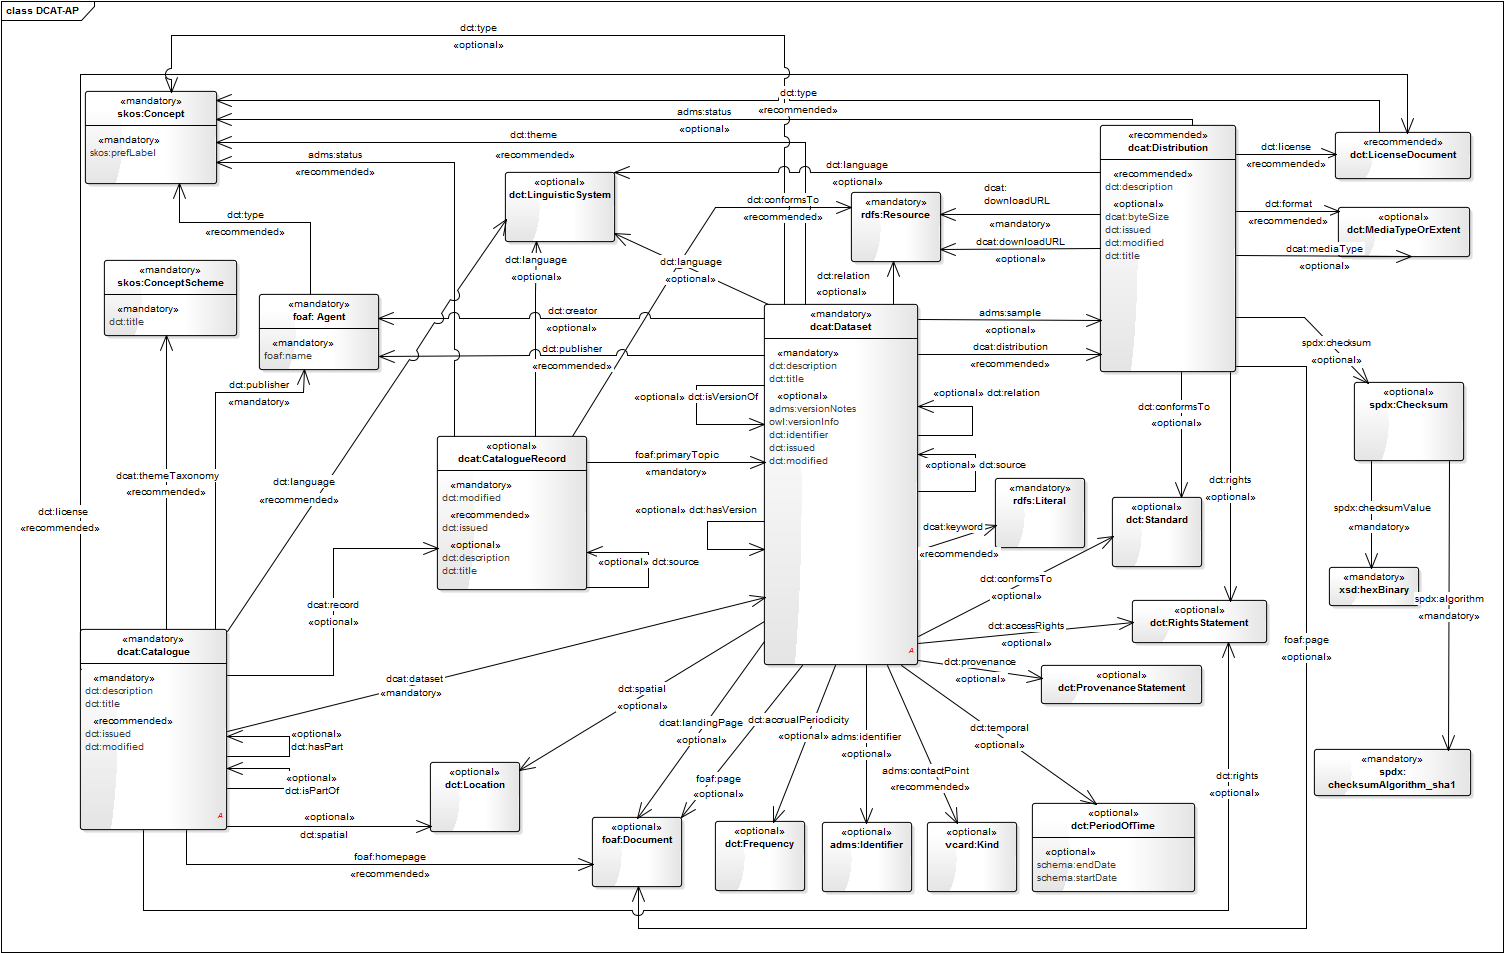 class DCAT-AP
dct:type
«optional»
«mandatory»
skos:Concept
«mandatory»
skos:prefLabel
dct:type
«recommended»
adms:status
«optional»
dct:theme
«recommended»
adms:status
«recommended»
dct:type
«recommended»
«mandatory»
skos:ConceptScheme
«mandatory»
dct:title
«mandatory»
foaf: Agent
«mandatory»
foaf:name
«optional»
dct:LinguisticSystem
dct:language
«optional»
dct:conformsTo
«recommended»
«mandatory»
rdfs:Resource
dcat:
downloadURL
«mandatory»
dcat:downloadURL
«optional»
«recommended»
dcat:Distribution
«recommended»
dct:description
«optional»
dcat:byteSize
dct:issued
dct:modified
dct:title
dct:license
«recommended»
«recommended»
dct:LicenseDocument
dct:format
«recommended»
«optional»
dct:MediaTypeOrExtent
dcat:mediaType
«optional»
dct:language
«optional»
dct:language
«optional»
dct:relation
«optional»
dct:creator
«optional»
dct:publisher
«recommended»
«mandatory»
dcat:Dataset
«mandatory»
dct:description
dct:title
«optional»
adms:versionNotes
owl:versionInfo
dct:identifier
dct:issued
dct:modified
A
adms:sample
«optional»
dcat:distribution
«recommended»
spdx:checksum
«optional»
«optional»
spdx:Checksum
dct:publisher
«mandatory»
«optional» dct:isVersionOf
«optional» dct:relation
dct:conformsTo
«optional»
«optional»
dcat:CatalogueRecord
«mandatory»
dct:modified
«recommended»
dct:issued
«optional»
dct:description
dct:title
foaf:primaryTopic
«mandatory»
«optional» dct:source
dcat:themeTaxonomy
«recommended»
dct:language
«recommended»
dct:license
«recommended»
«optional» dct:hasVersion
«mandatory»
rdfs:Literal
dcat:keyword
«recommended»
dct:rights
«optional»
«optional»
dct:Standard
spdx:checksumValue
«mandatory»
«optional» dct:source
dct:conformsTo
«optional»
«mandatory»
xsd:hexBinary
spdx:algorithm
«mandatory»
dcat:record
«optional»
dct:accessRights
«optional»
«optional»
dct:RightsStatement
foaf:page
«optional»
«mandatory»
dcat:Catalogue
«mandatory»
dct:description
dct:title
«recommended»
dct:issued
dct:modified
A
dcat:dataset
«mandatory»
dct:provenance
«optional»
«optional»
dct:ProvenanceStatement
dct:spatial
«optional»
dcat:landingPage
«optional»
dct:accrualPeriodicity
«optional»
adms:identifier
«optional»
dct:temporal
«optional»
«optional»
dct:hasPart
«optional»
dct:isPartOf
«optional»
dct:spatial
«optional»
dct:Location
foaf:page
«optional»
adms:contactPoint
«recommended»
dct:rights
«optional»
«mandatory»
spdx:
checksumAlgorithm_sha1
foaf:homepage
«recommended»
«optional»
foaf:Document
«optional»
dct:Frequency
«optional»
adms:Identifier
«optional»
vcard:Kind
«optional»
dct:PeriodOfTime
«optional»
schema:endDate
schema:startDate